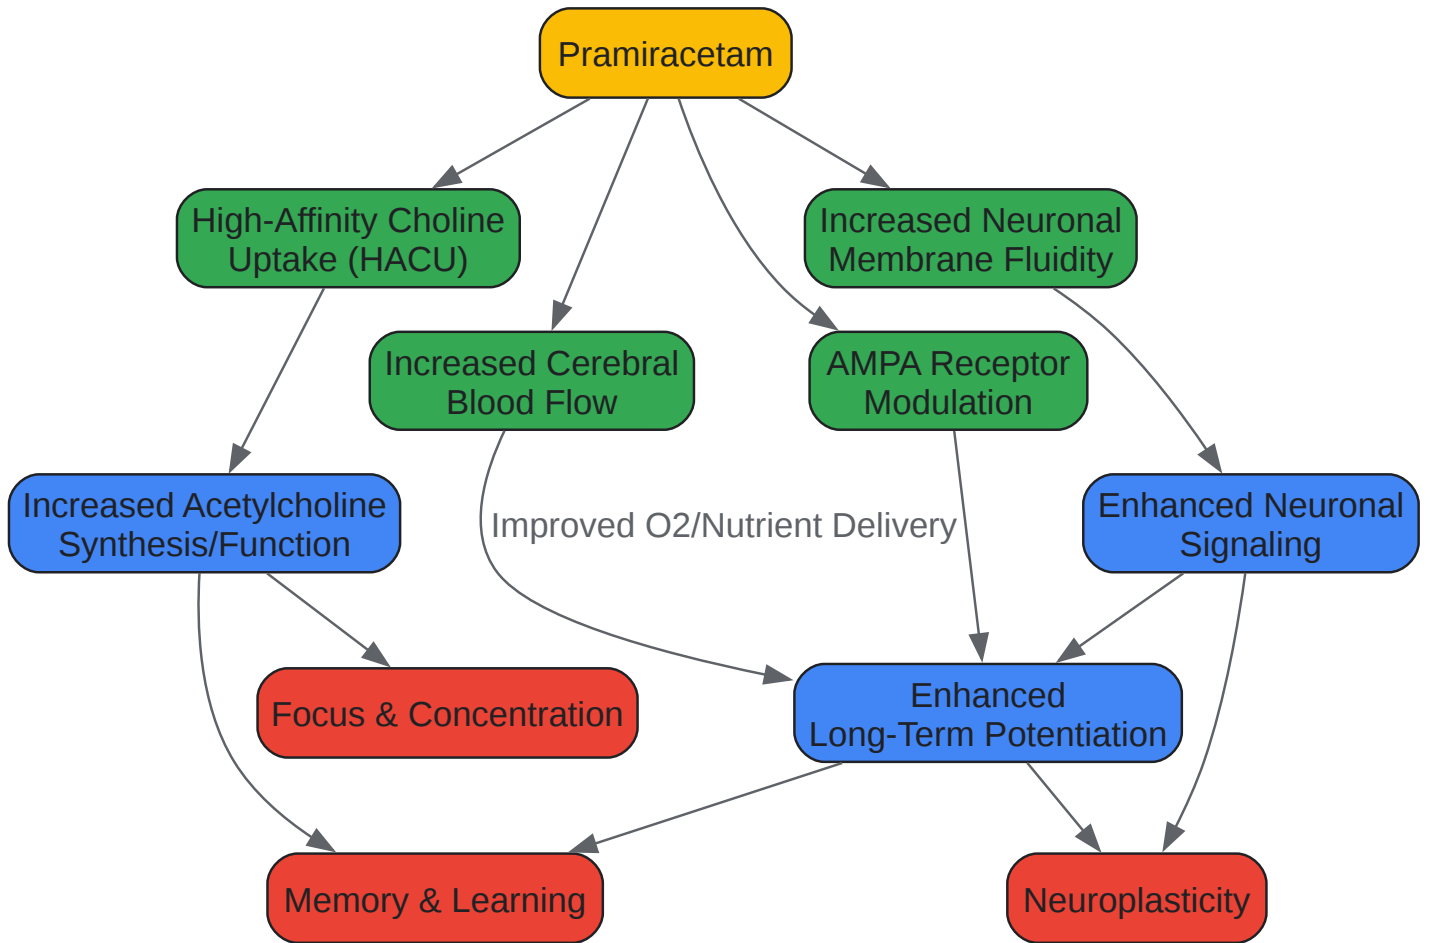 Pramiracetam
High-Affinity Choline
Uptake (HACU)
Increased Neuronal
Membrane Fluidity
Increased Cerebral
Blood Flow
AMPA Receptor
Modulation
Increased Acetylcholine
Synthesis/Function
Improved O2/Nutrient Delivery
Enhanced Neuronal
Signaling
Focus & Concentration
Enhanced
Long-Term Potentiation
Memory & Learning
Neuroplasticity